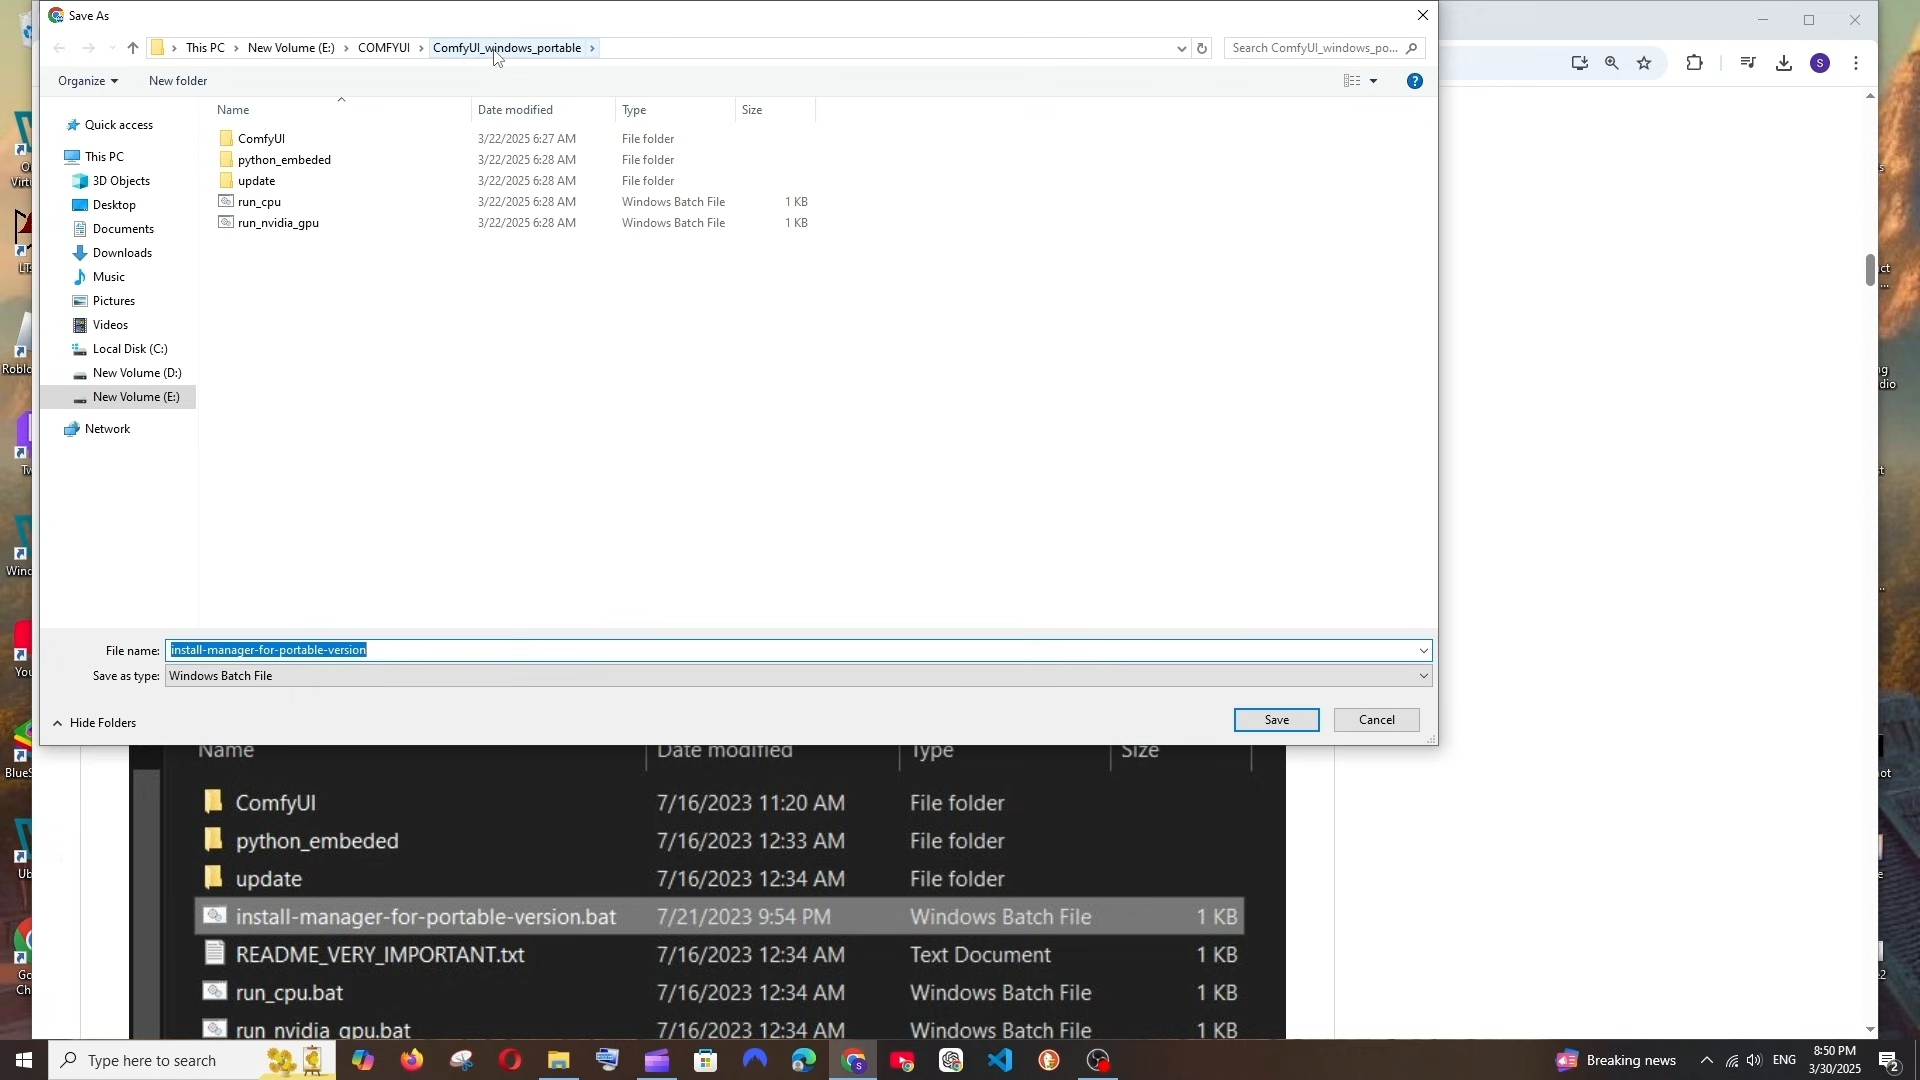 Save As
This PC
New Volume (E:)
COMFYUI
ComfyUI_windows_portable
Search ComfyUI_windows_po...
Organize
New folder
Name
Date modified
Type
Size
Quick access
This PC
3D Objects
Desktop
Documents
Downloads
Music
Pictures
Videos
Local Disk (C:)
New Volume (D:)
New Volume (E:)
Network
ComfyUI 3/22/2025 6:27 AM File folder
python_embeded 3/22/2025 6:28 AM File folder
update 3/22/2025 6:28 AM File folder
run_cpu 3/22/2025 6:28 AM Windows Batch File 1 KB
run_nvidia_gpu 3/22/2025 6:28 AM Windows Batch File 1 KB
File name: install-manager-for-portable-version
Save as type: Windows Batch File
Hide Folders
Save
Cancel
S
Name Date modified Type Size
ComfyUI 7/16/2023 11:20 AM File folder
python_embeded 7/16/2023 12:33 AM File folder
update 7/16/2023 12:34 AM File folder
install-manager-for-portable-version.bat 7/21/2023 9:54 PM Windows Batch File 1 KB
README_VERY_IMPORTANT.txt 7/16/2023 12:34 AM Text Document 1 KB
run_cpu.bat 7/16/2023 12:34 AM Windows Batch File 1 KB
run_nvidia_gpu.bat 7/16/2023 12:34 AM Windows Batch File 1 KB
Type here to search
Breaking news
ENG
8:50 PM
3/30/2025
2